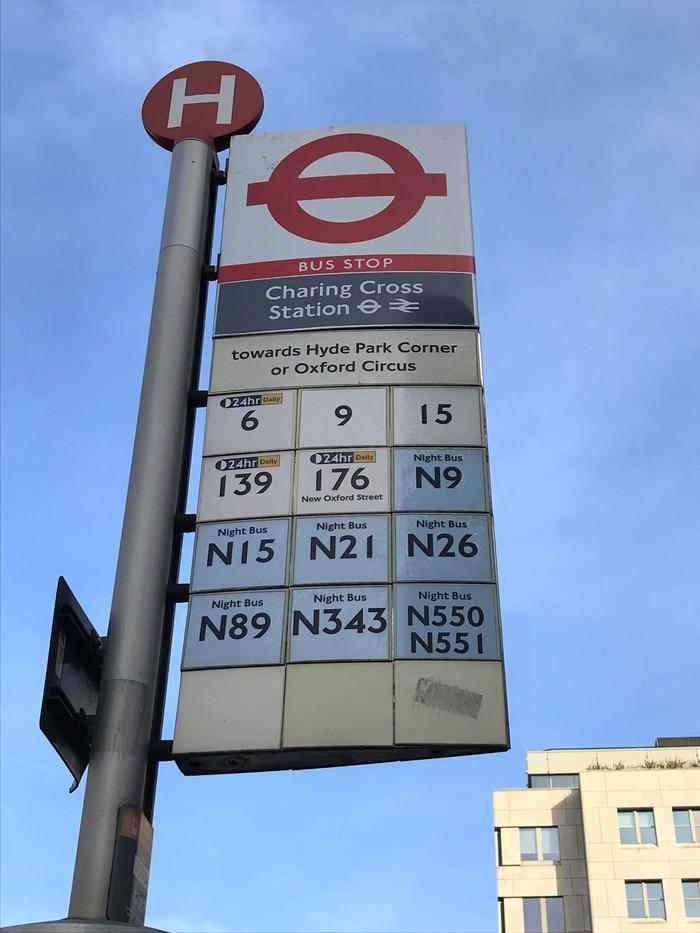 H
BUS STOP
Charing Cross
Station
towards Hyde Park Corner
or Oxford Circus
24hr Daily
6
9
15
24hr Daily
139
24hr Daily
176
New Oxford Street
Night Bus
N9
Night Bus
N15
Night Bus
N21
Night Bus
N26
Night Bus
N89
Night Bus
N343
Night Bus
N550
N551